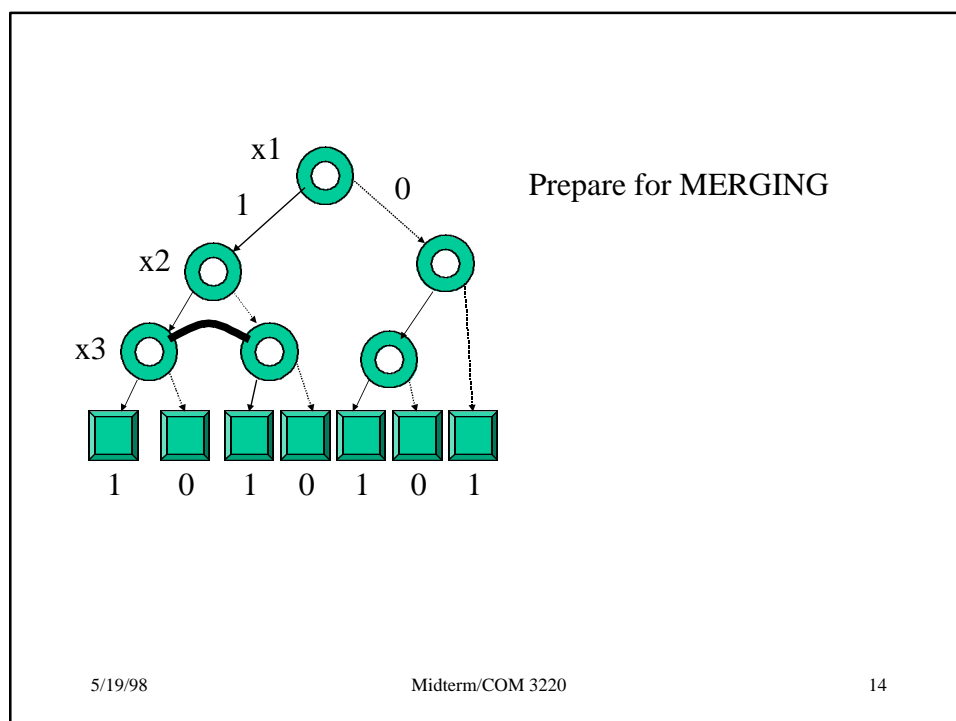 x1
Prepare for MERGING
1 0
x2
x3
1 0 1 0 1 0 1
5/19/98 Midterm/COM 3220 14